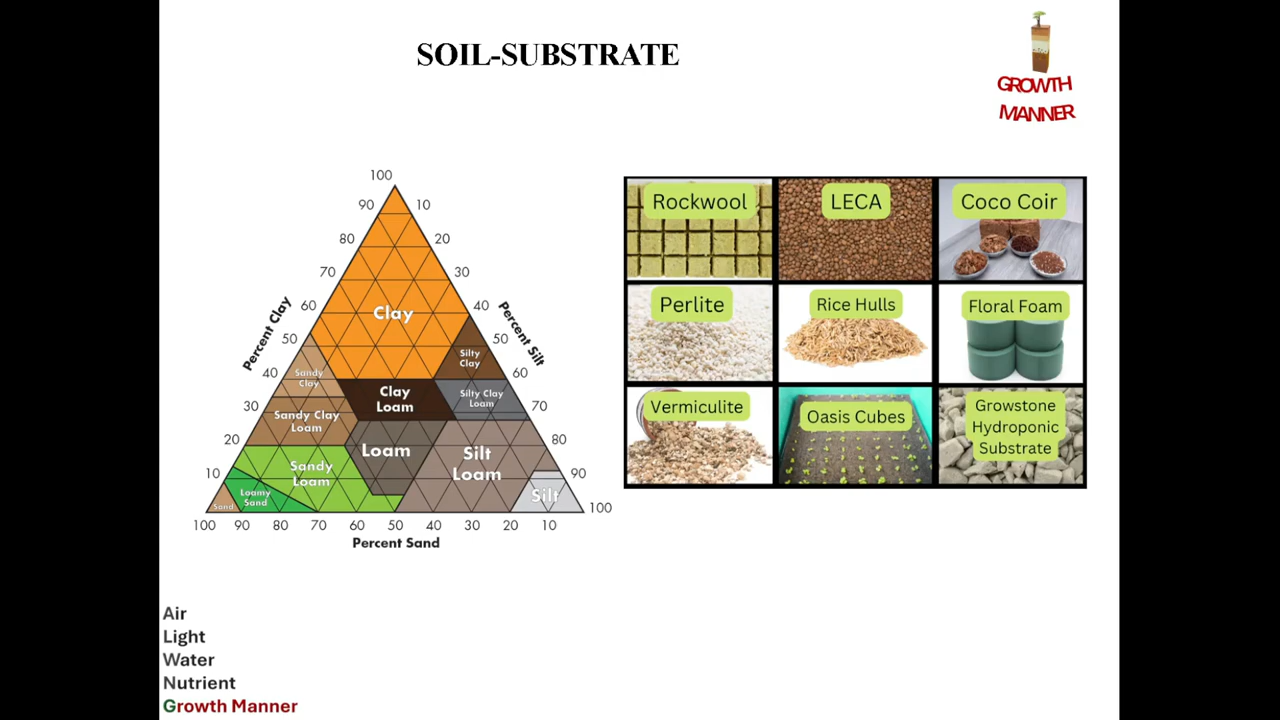 SOIL-SUBSTRATE
GROWTH
MANNER
100
90
10
80
20
70
30
60
40
50
50
40
60
30
70
20
80
10
90
100
Percent Clay
Percent Silt
Clay
Silty
Clay
Sandy
Clay
Clay
Loam
Silty Clay
Loam
Sandy Clay
Loam
Loam
Silt
Loam
Sandy
Loam
Loamy
Sand
Sand
Silt
100 90 80 70 60 50 40 30 20 10
Percent Sand
Rockwool
LECA
Coco Coir
Perlite
Rice Hulls
Floral Foam
Vermiculite
Oasis Cubes
Growstone
Hydroponic
Substrate
Air
Light
Water
Nutrient
Growth Manner